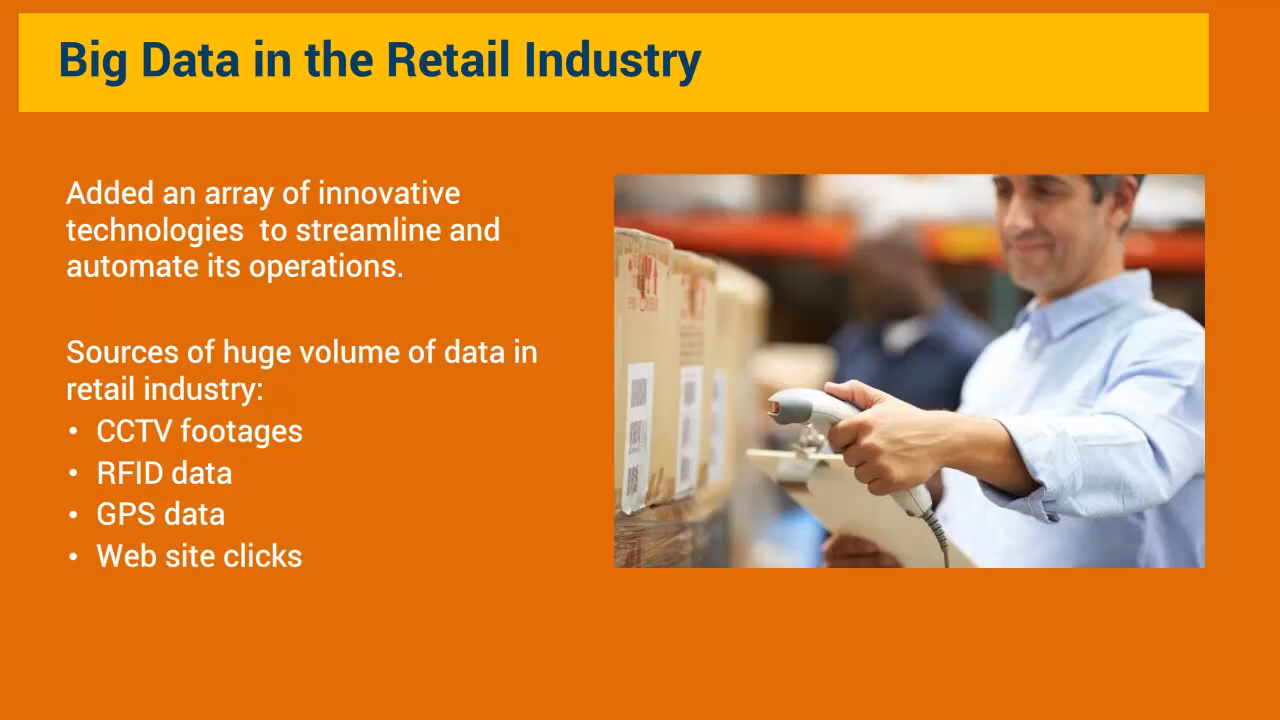 Big Data in the Retail Industry
Added an array of innovative
technologies  to streamline and
automate its operations.
Sources of huge volume of data in
retail industry:
• CCTV footages
• RFID data
• GPS data
• Web site clicks